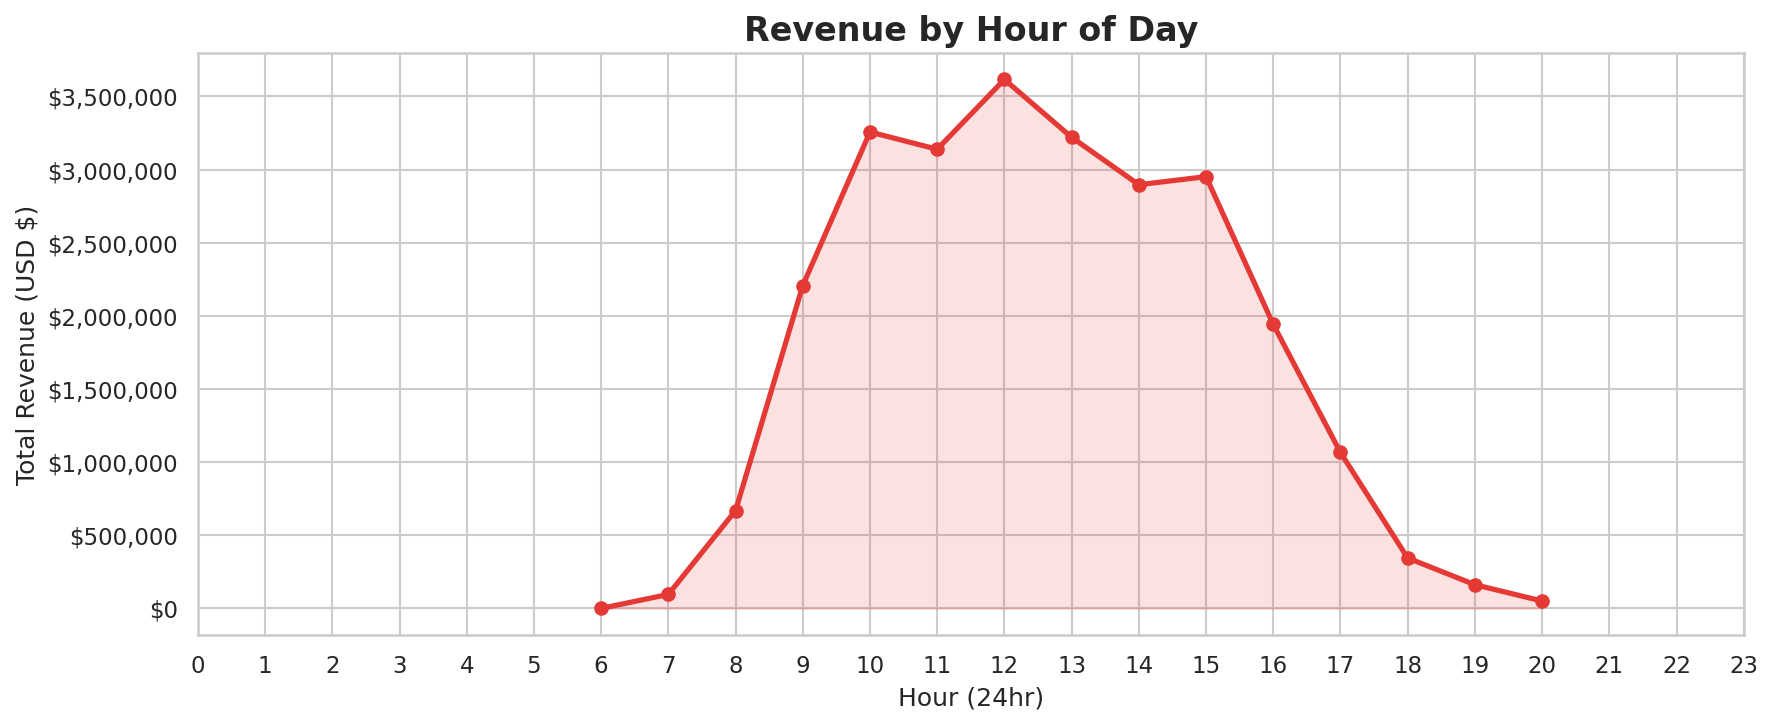 Revenue by Hour of Day
Total Revenue (USD $)
$3,500,000
$3,000,000
$2,500,000
$2,000,000
$1,500,000
$1,000,000
$500,000
$0
0 1 2 3 4 5 6 7 8 9 10 11 12 13 14 15 16 17 18 19 20 21 22 23
Hour (24hr)